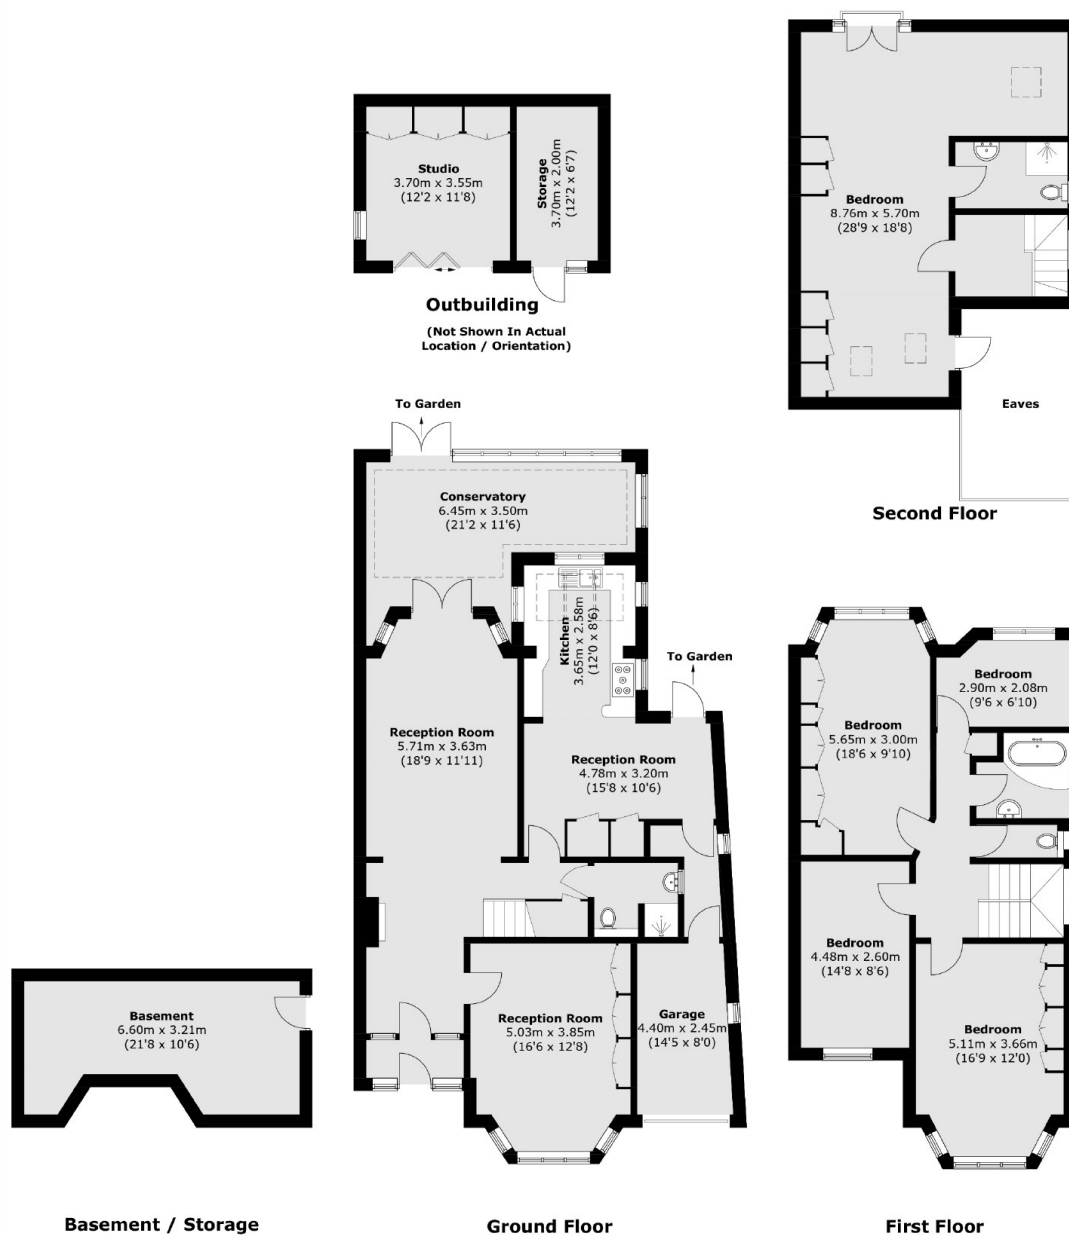 Studio
3.70m x 3.55m
(12'2 x 11'8)
Storage
3.70m x 2.00m
(12'2 x 6'7)
Outbuilding
(Not Shown In Actual
Location / Orientation)
Bedroom
8.76m x 5.70m
(28'9 x 18'8)
Eaves
Second Floor
To Garden
Conservatory
6.45m x 3.50m
(21'2 x 11'6)
Kitchen
3.65m x 2.58m
(12'0 x 8'6)
To Garden
Reception Room
5.71m x 3.63m
(18'9 x 11'11)
Reception Room
4.78m x 3.20m
(15'8 x 10'6)
Reception Room
5.03m x 3.85m
(16'6 x 12'8)
Garage
4.40m x 2.45m
(14'5 x 8'0)
Bedroom
2.90m x 2.08m
(9'6 x 6'10)
Bedroom
5.65m x 3.00m
(18'6 x 9'10)
Bedroom
4.48m x 2.60m
(14'8 x 8'6)
Bedroom
5.11m x 3.66m
(16'9 x 12'0)
Basement
6.60m x 3.21m
(21'8 x 10'6)
Basement / Storage
Ground Floor
First Floor